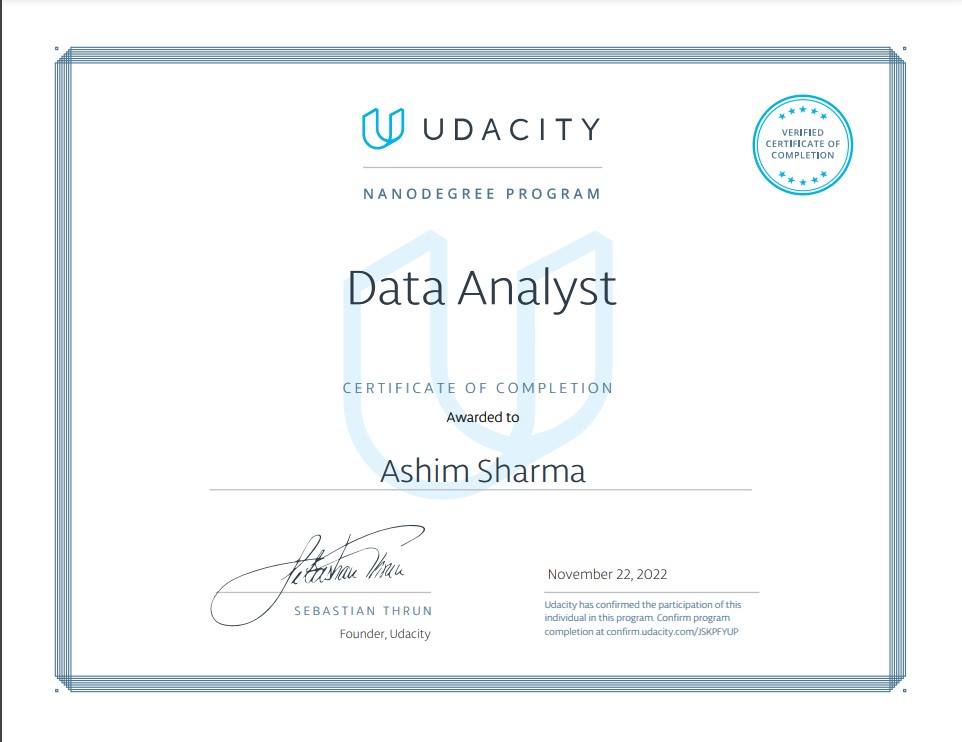 UDACITY
VERIFIED
CERTIFICATE OF
COMPLETION
NANODEGREE PROGRAM
Data Analyst
CERTIFICATE OF COMPLETION
Awarded to
Ashim Sharma
Sebastian Thrun
SEBASTIAN THRUN
Founder, Udacity
November 22, 2022
Udacity has confirmed the participation of this
individual in this program. Confirm program
completion at confirm.udacity.com/JSKPFYUP